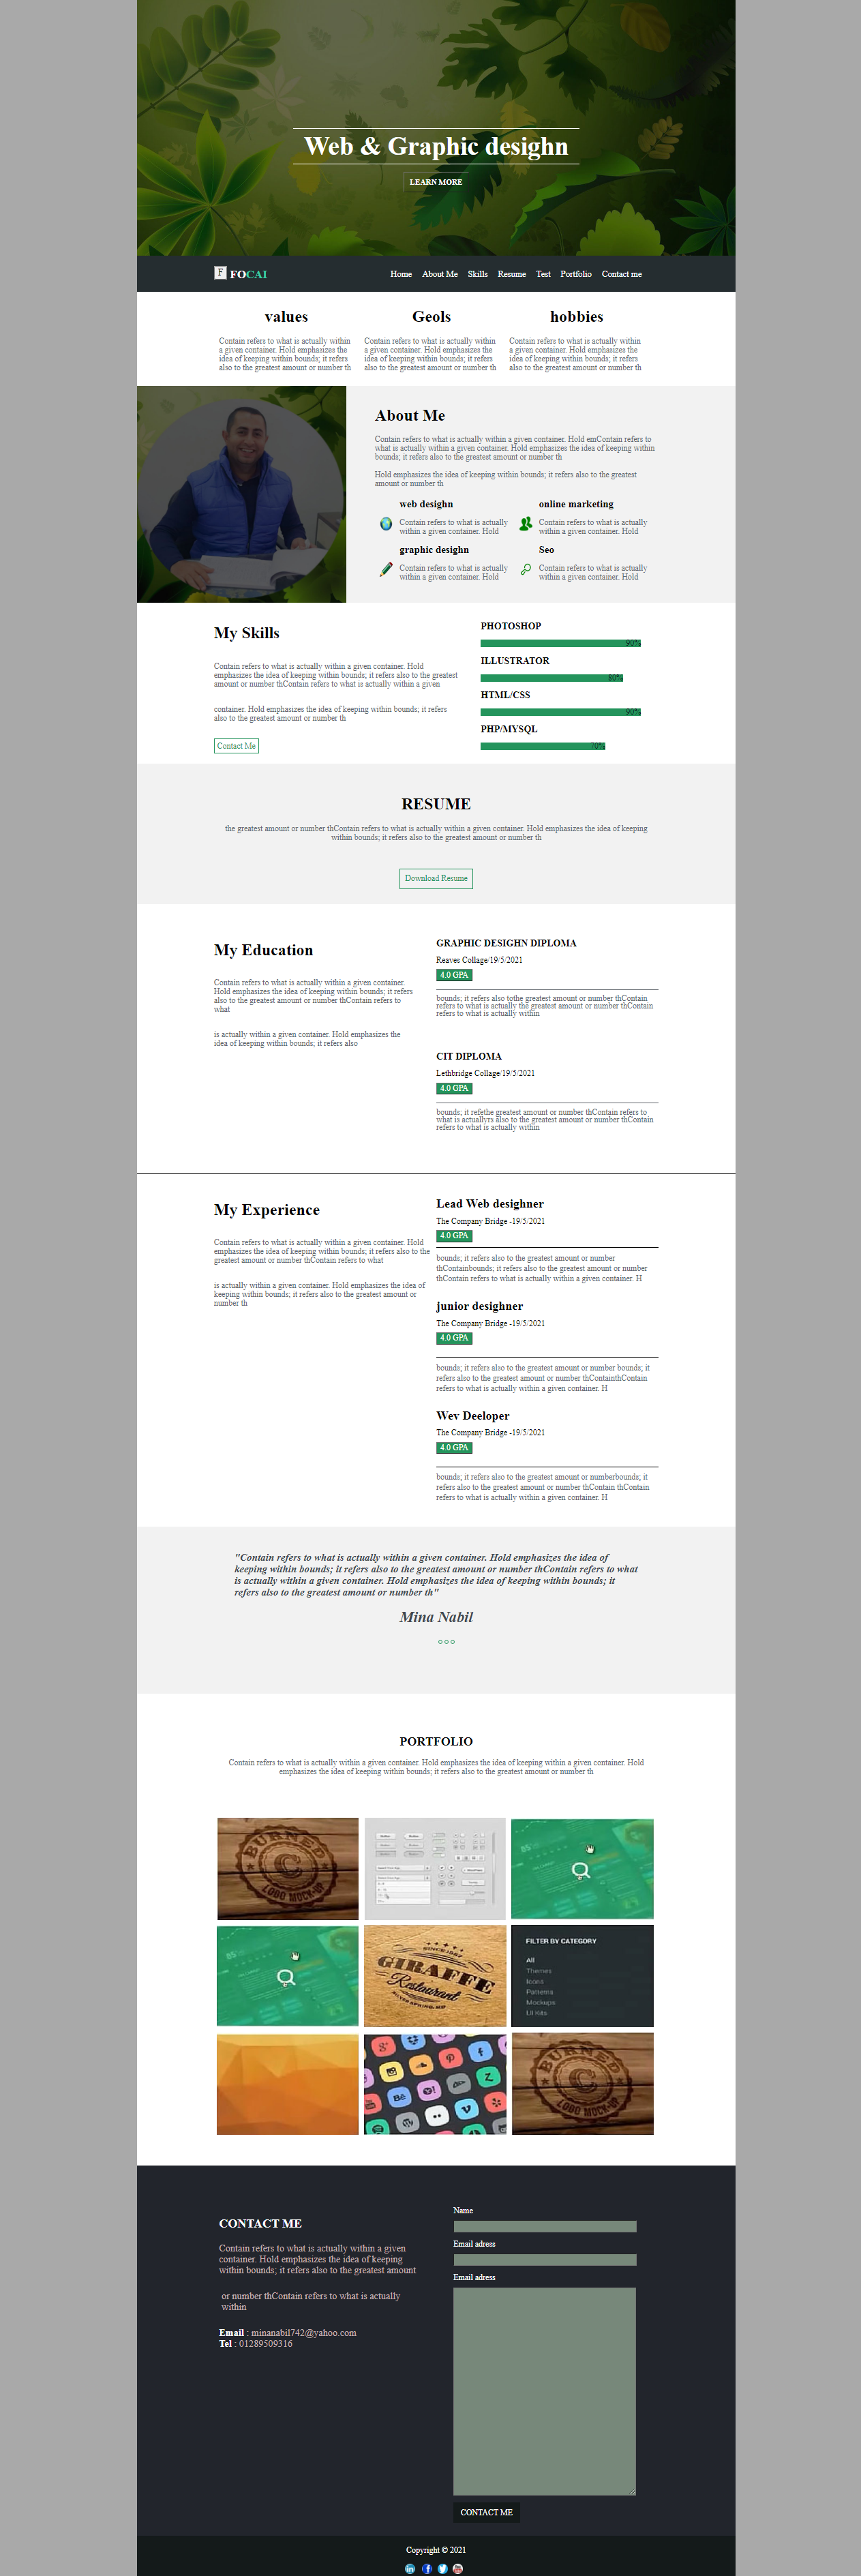 Web & Graphic desighn
LEARN MORE
F FOCAI
Home About Me Skills Resume Test Portfolio Contact me
values
Contain refers to what is actually within
a given container. Hold emphasizes the
idea of keeping within bounds; it refers
also to the greatest amount or number th
Geols
Contain refers to what is actually within
a given container. Hold emphasizes the
idea of keeping within bounds; it refers
also to the greatest amount or number th
hobbies
Contain refers to what is actually within
a given container. Hold emphasizes the
idea of keeping within bounds; it refers
also to the greatest amount or number th
About Me
Contain refers to what is actually within a given container. Hold emContain refers to
what is actually within a given container. Hold emphasizes the idea of keeping within
bounds; it refers also to the greatest amount or number th
Hold emphasizes the idea of keeping within bounds; it refers also to the greatest
amount or number th
web desighn
Contain refers to what is actually
within a given container. Hold
online marketing
Contain refers to what is actually
within a given container. Hold
graphic desighn
Contain refers to what is actually
within a given container. Hold
Seo
Contain refers to what is actually
within a given container. Hold
My Skills
Contain refers to what is actually within a given container. Hold
emphasizes the idea of keeping within bounds; it refers also to the greatest
amount or number thContain refers to what is actually within a given
container. Hold emphasizes the idea of keeping within bounds; it refers
also to the greatest amount or number th
Contact Me
PHOTOSHOP
90%
ILLUSTRATOR
80%
HTML/CSS
90%
PHP/MYSQL
70%
RESUME
the greatest amount or number thContain refers to what is actually within a given container. Hold emphasizes the idea of keeping
within bounds; it refers also to the greatest amount or number th
Download Resume
My Education
Contain refers to what is actually within a given container.
Hold emphasizes the idea of keeping within bounds; it refers
also to the greatest amount or number thContain refers to
what
is actually within a given container. Hold emphasizes the
idea of keeping within bounds; it refers also
GRAPHIC DESIGHN DIPLOMA
Reaves Collage/19/5/2021
4.0 GPA
bounds; it refers also tothe greatest amount or number thContain
refers to what is actually the greatest amount or number thContain
refers to what is actually within
CIT DIPLOMA
Lethbridge Collage/19/5/2021
4.0 GPA
bounds; it refethe greatest amount or number thContain refers to
what is actuallyrs also to the greatest amount or number thContain
refers to what is actually within
My Experience
Contain refers to what is actually within a given container. Hold
emphasizes the idea of keeping within bounds; it refers also to the
greatest amount or number thContain refers to what
is actually within a given container. Hold emphasizes the idea of
keeping within bounds; it refers also to the greatest amount or
number th
Lead Web desighner
The Company Bridge -19/5/2021
4.0 GPA
bounds; it refers also to the greatest amount or number
thContainbounds; it refers also to the greatest amount or number
thContain refers to what is actually within a given container. H
junior desighner
The Company Bridge -19/5/2021
4.0 GPA
bounds; it refers also to the greatest amount or number bounds; it
refers also to the greatest amount or number thContainthContain
refers to what is actually within a given container. H
Wev Deeloper
The Company Bridge -19/5/2021
4.0 GPA
bounds; it refers also to the greatest amount or numberbounds; it
refers also to the greatest amount or number thContain thContain
refers to what is actually within a given container. H
"Contain refers to what is actually within a given container. Hold emphasizes the idea of
keeping within bounds; it refers also to the greatest amount or number thContain refers to what
is actually within a given container. Hold emphasizes the idea of keeping within bounds; it
refers also to the greatest amount or number th"
Mina Nabil
PORTFOLIO
Contain refers to what is actually within a given container. Hold emphasizes the idea of keeping within a given container. Hold
emphasizes the idea of keeping within bounds; it refers also to the greatest amount or number th
BURNED
C
LOGO MOCK-UP
SINCE 1987
GIRAFFE
Restaurant
FILTER BY CATEGORY
All
Themes
Icons
Patterns
Mockups
UI Kits
BURNED
C
LOGO MOCK-UP
CONTACT ME
Contain refers to what is actually within a given
container. Hold emphasizes the idea of keeping
within bounds; it refers also to the greatest amount
or number thContain refers to what is actually
within
Email : minanabil742@yahoo.com
Tel : 01289509316
Name
Email adress
Email adress
CONTACT ME
Copyright © 2021